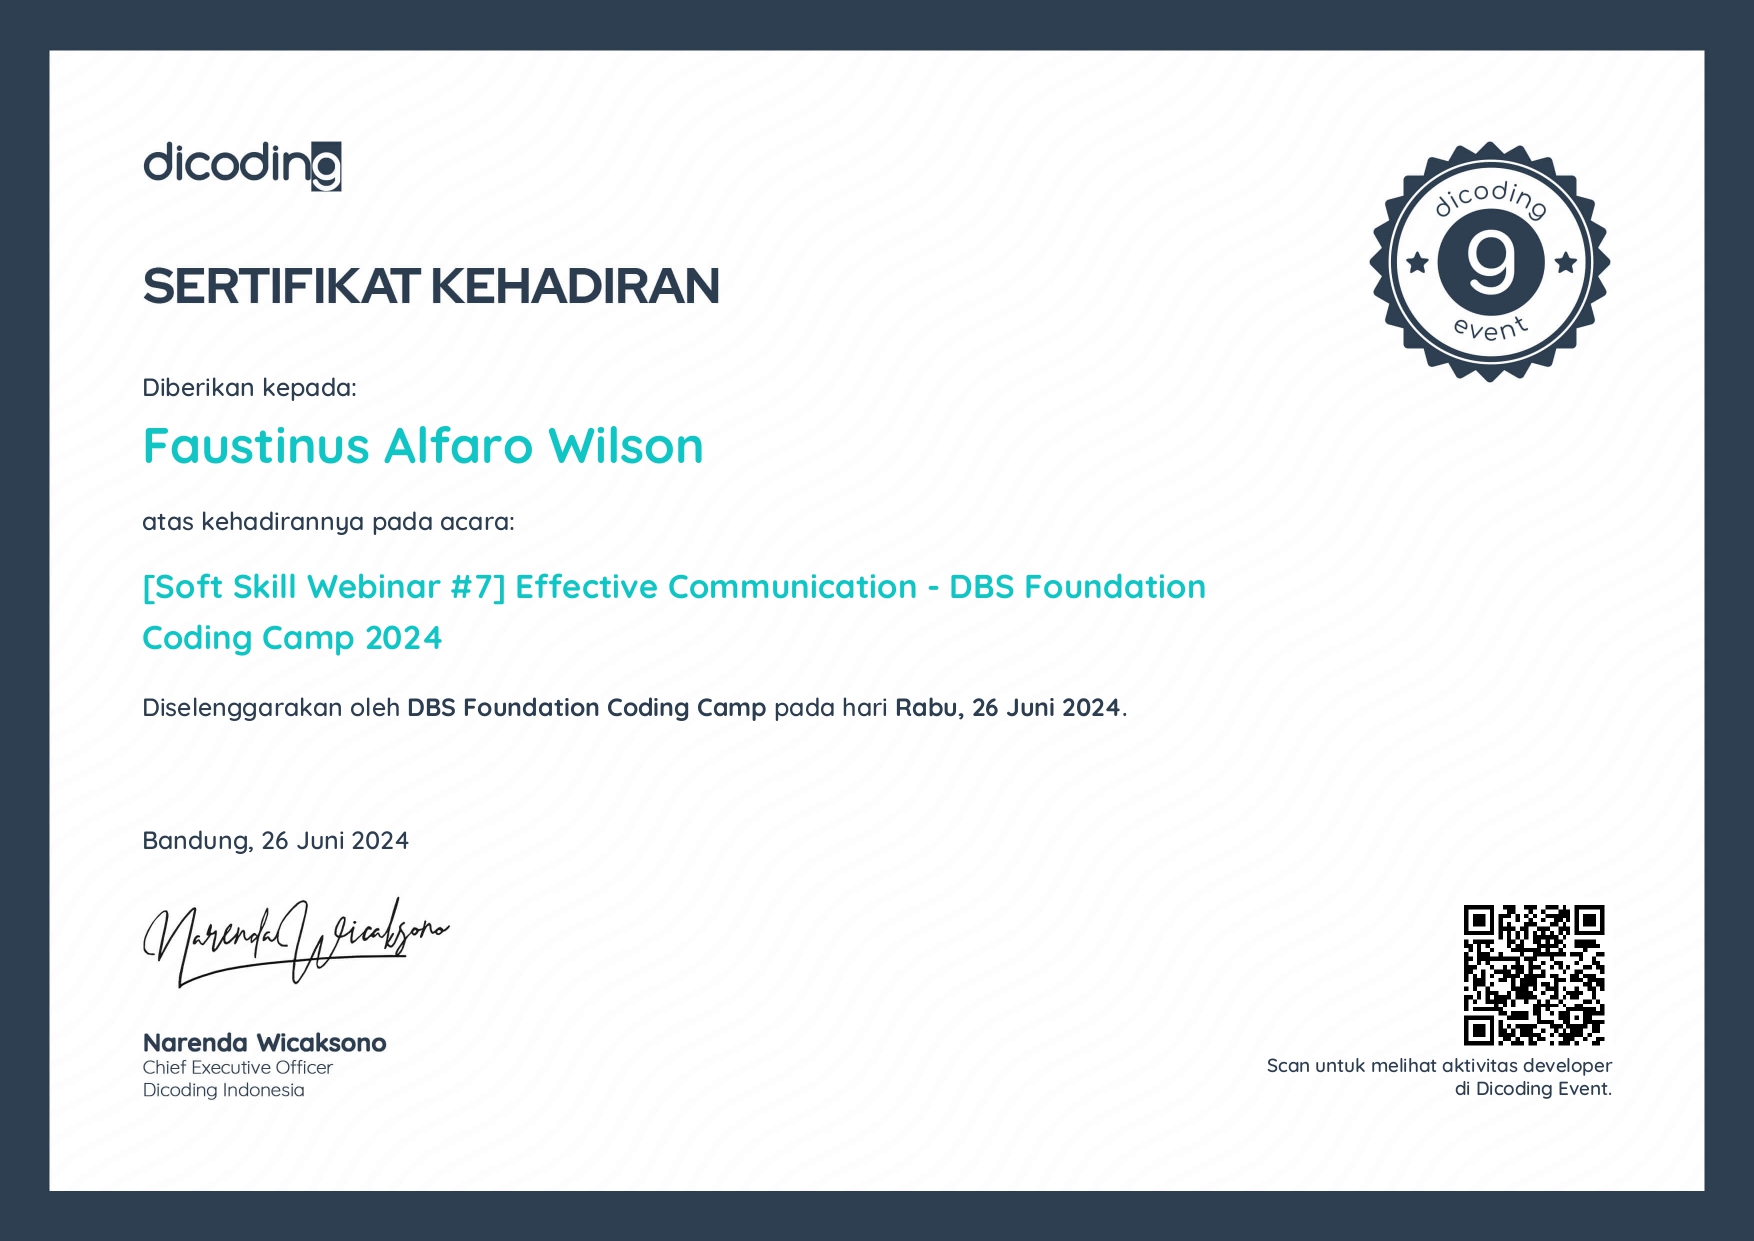 dicoding
SERTIFIKAT KEHADIRAN
dicoding
g
event
Diberikan kepada:
Faustinus Alfaro Wilson
atas kehadirannya pada acara:
[Soft Skill Webinar #7] Effective Communication - DBS Foundation
Coding Camp 2024
Diselenggarakan oleh DBS Foundation Coding Camp pada hari Rabu, 26 Juni 2024.
Bandung, 26 Juni 2024
Narenda Wicaksono
Narenda Wicaksono
Chief Executive Officer
Dicoding Indonesia
Scan untuk melihat aktivitas developer
di Dicoding Event.